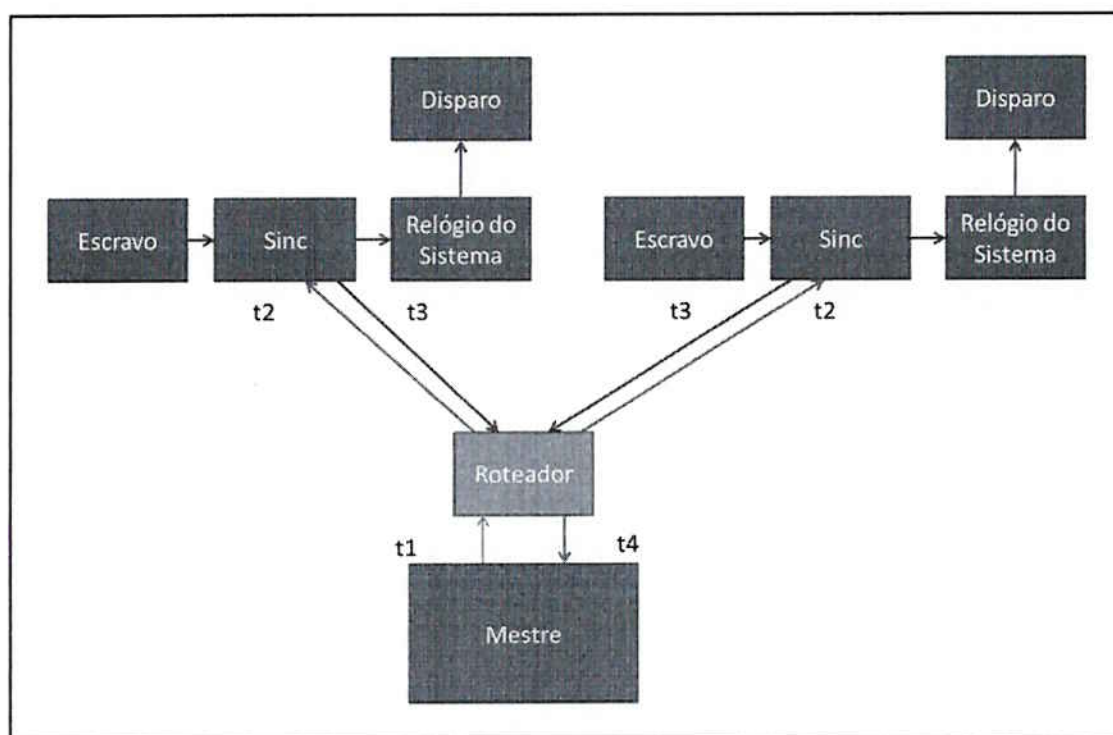 Disparo
Disparo
Escravo
Sinc
Relógio do
Sistema
Escravo
Sinc
Relógio do
Sistema
t2
t3
t3
t2
Roteador
t1
t4
Mestre